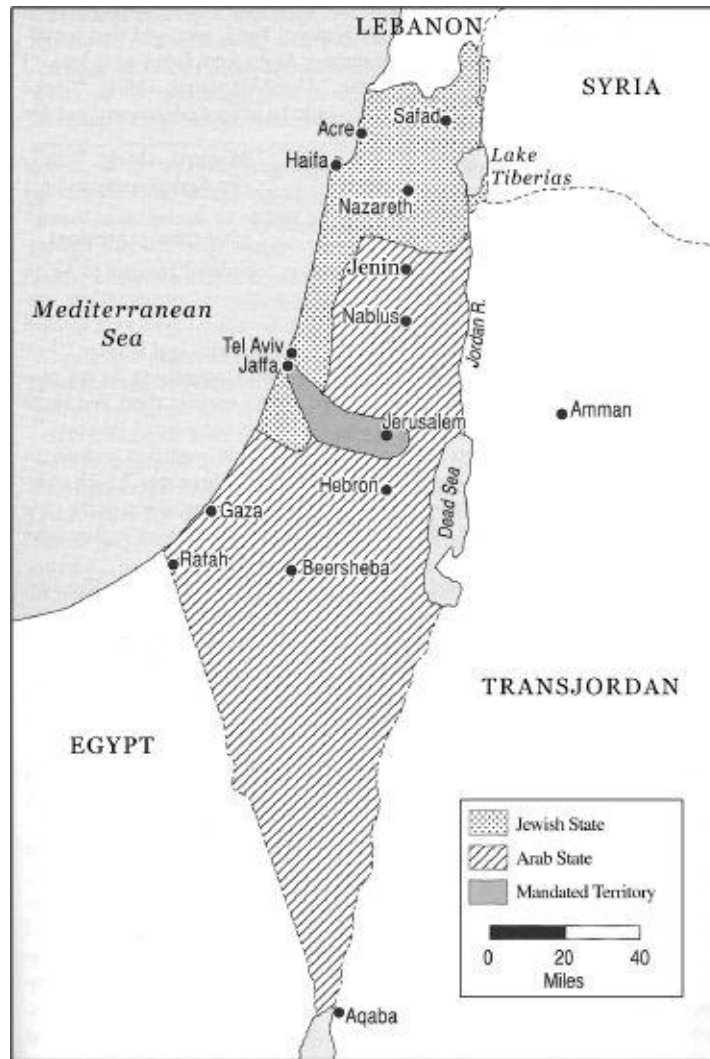 LEBANON
SYRIA
Safad
Acre
Haifa
Lake
Tiberias
Nazareth
Jenin
Mediterranean
Sea
Nablus
Jordan R.
Tel Aviv
Jaffa
Amman
Jerusalem
Hebron
Dead Sea
Gaza
Rafah
Beersheba
TRANSJORDAN
EGYPT
Jewish State
Arab State
Mandated Territory
0 20 40
Miles
Aqaba